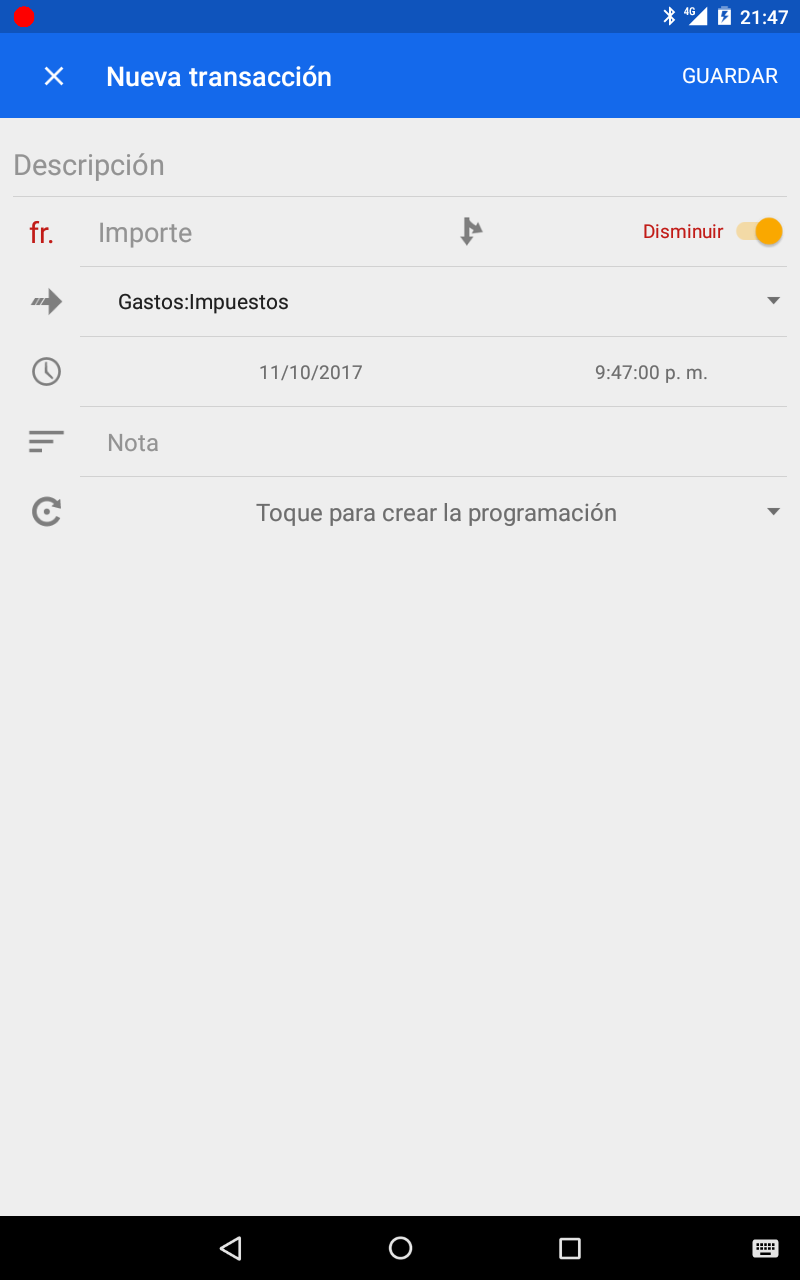 4G 21:47
Nueva transacción GUARDAR
Descripción
fr. Importe Disminuir
Gastos:Impuestos
11/10/2017 9:47:00 p. m.
Nota
Toque para crear la programación